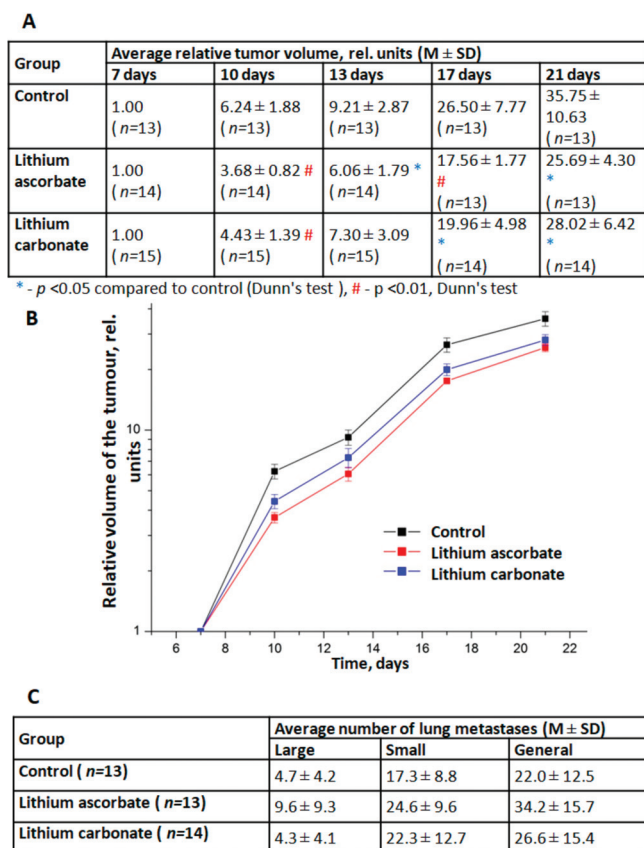 A
Group
Average relative tumor volume, rel. units (M ± SD)
7 days 10 days 13 days 17 days 21 days
Control
1.00
( n=13)
6.24 ± 1.88
(n=13)
9.21 ± 2.87
(n=13)
26.50 ± 7.77
(n=13)
35.75 ±
10.63
( n=13)
Lithium
ascorbate
1.00
( n=14)
3.68 ± 0.82 #
(n=14)
6.06 ± 1.79 *
( n=14)
17.56 ± 1.77
#
( n=13)
25.69 ± 4.30
*
(n=13)
Lithium
carbonate
1.00
( n=15)
4.43 ± 1.39 #
(n=15)
7.30 ± 3.09
(n=15)
19.96 ± 4.98
*
(n=14)
28.02 ± 6.42
*
(n=14)
* - p <0.05 compared to control (Dunn's test ), # - p <0.01, Dunn's test
B
Relative volume of the tumour, rel.
units
10
1
Control
Lithium ascorbate
Lithium carbonate
6 8 10 12 14 16 18 20 22
Time, days
C
Group
Average number of lung metastases (M ± SD)
Large Small General
Control ( n=13) 4.7 ± 4.2 17.3 ± 8.8 22.0 ± 12.5
Lithium ascorbate ( n=13) 9.6 ± 9.3 24.6 ± 9.6 34.2 ± 15.7
Lithium carbonate ( n=14) 4.3 ± 4.1 22.3 ± 12.7 26.6 ± 15.4